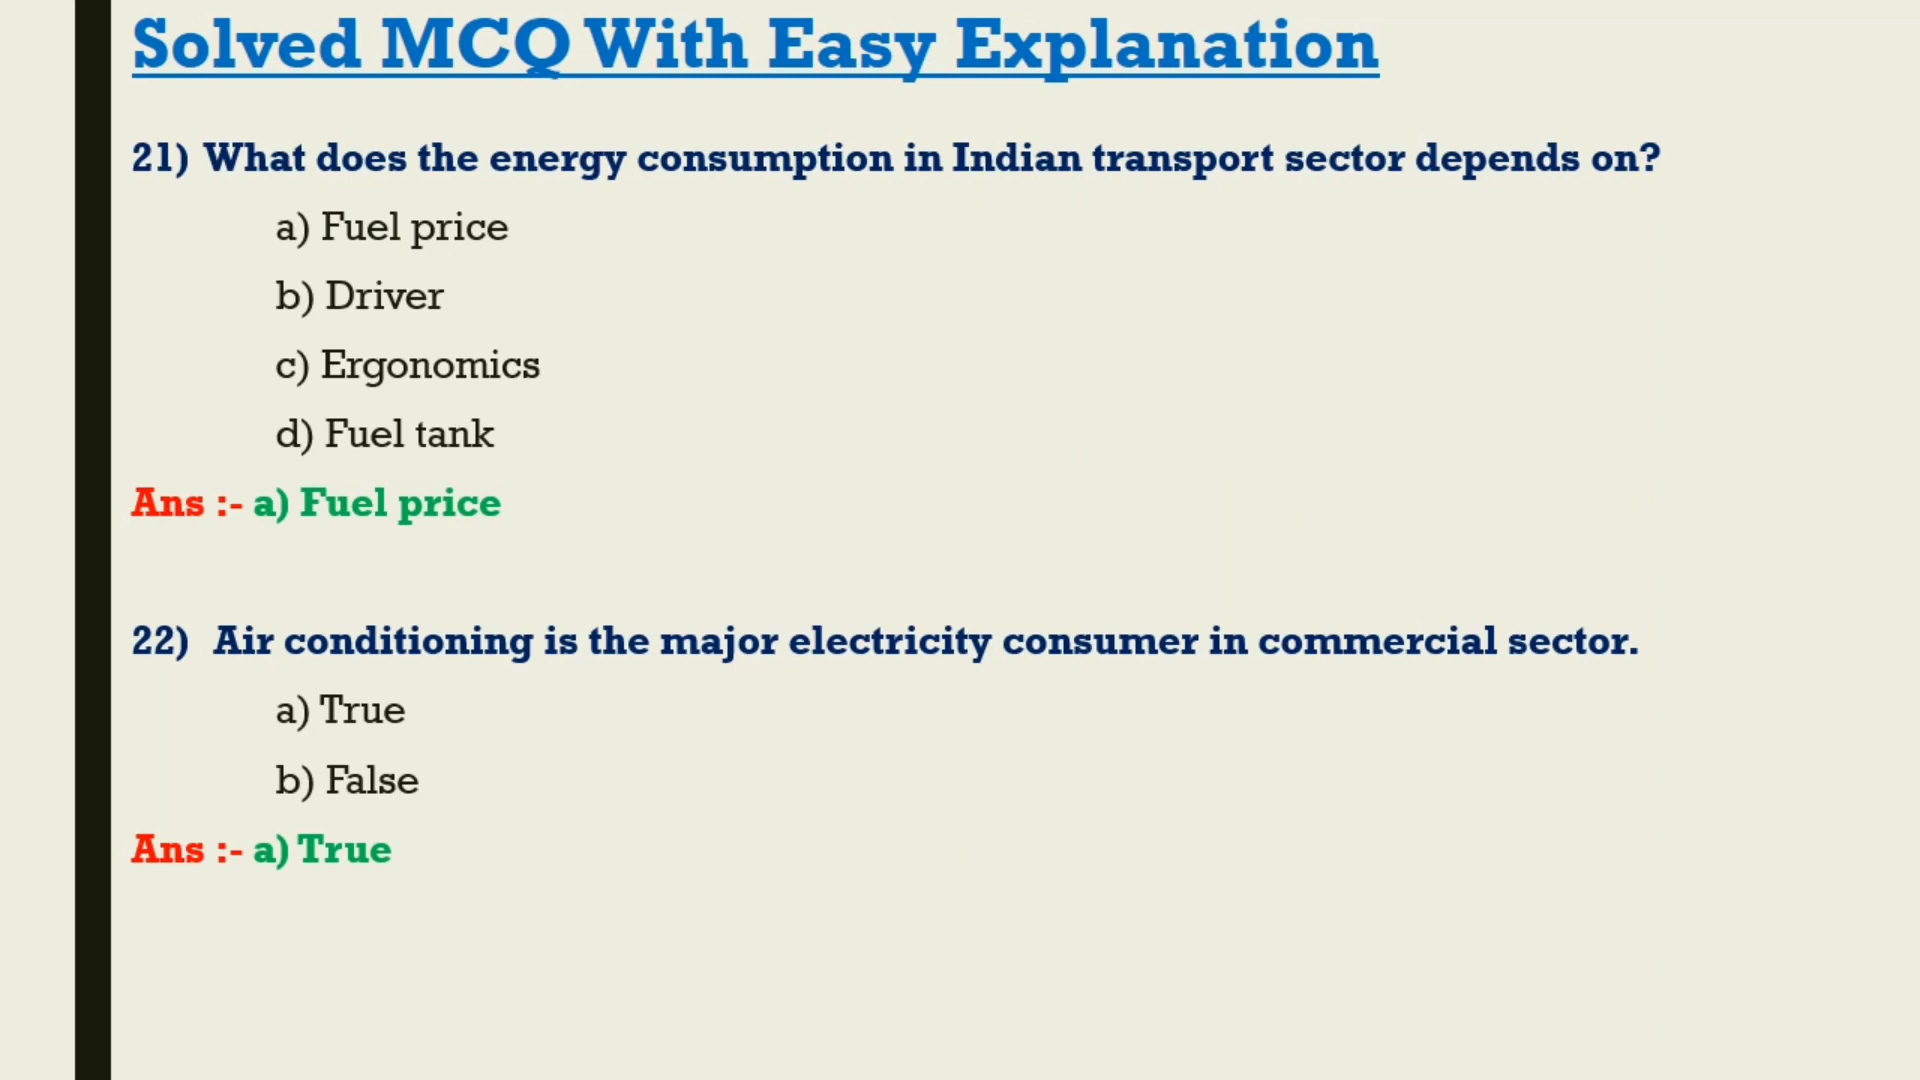 Solved MCQ With Easy Explanation
21) What does the energy consumption in Indian transport sector depends on?
a) Fuel price
b) Driver
c) Ergonomics
d) Fuel tank
Ans :- a) Fuel price
22) Air conditioning is the major electricity consumer in commercial sector.
a) True
b) False
Ans :- a) True